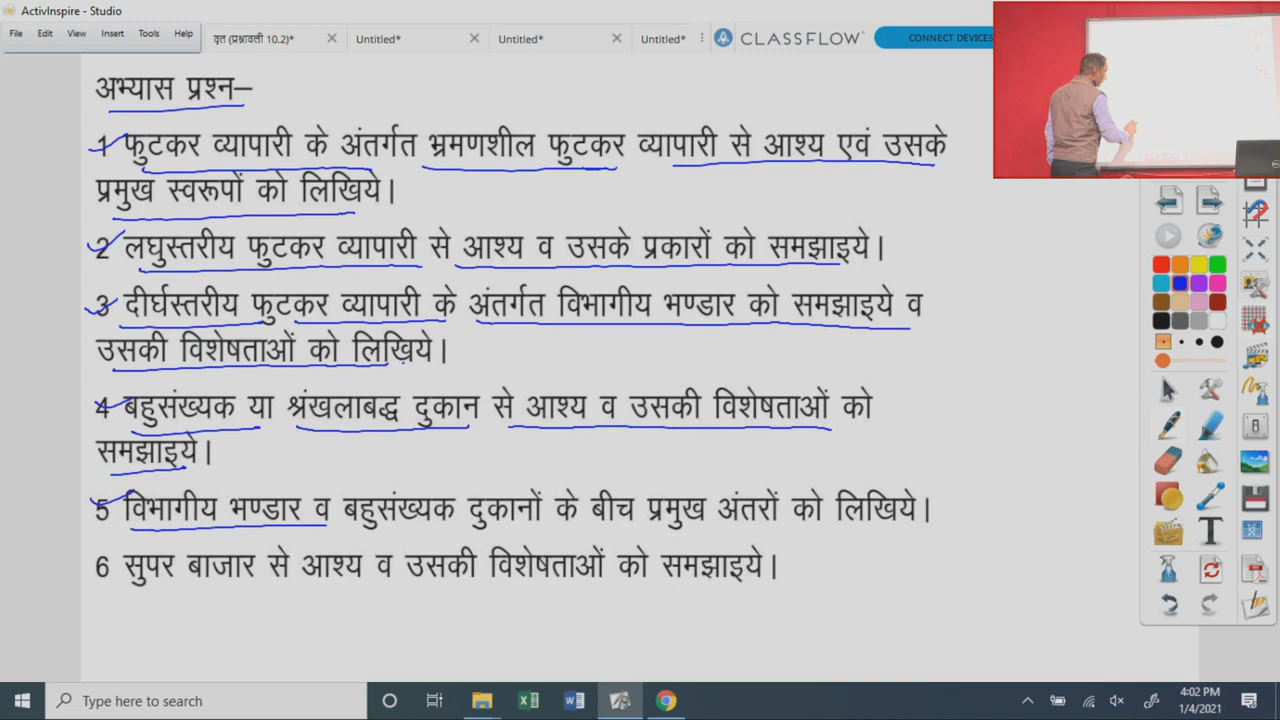 ActivInspire - Studio
File Edit View Insert Tools Help
वृत (प्रश्नावली 10.2)* Untitled* Untitled* Untitled* CLASSFLOW CONNECT DEVICES
अभ्यास प्रश्न–
1 फुटकर व्यापारी के अंतर्गत भ्रमणशील फुटकर व्यापारी से आश्य एवं उसके
प्रमुख स्वरूपों को लिखिये।
2 लघुस्तरीय फुटकर व्यापारी से आश्य व उसके प्रकारों को समझाइये।
3 दीर्घस्तरीय फुटकर व्यापारी के अंतर्गत विभागीय भण्डार को समझाइये व
उसकी विशेषताओं को लिखिये।
4 बहुसंख्यक या श्रंखलाबद्ध दुकान से आश्य व उसकी विशेषताओं को
समझाइये।
5 विभागीय भण्डार व बहुसंख्यक दुकानों के बीच प्रमुख अंतरों को लिखिये।
6 सुपर बाजार से आश्य व उसकी विशेषताओं को समझाइये।
Type here to search
4:02 PM
1/4/2021